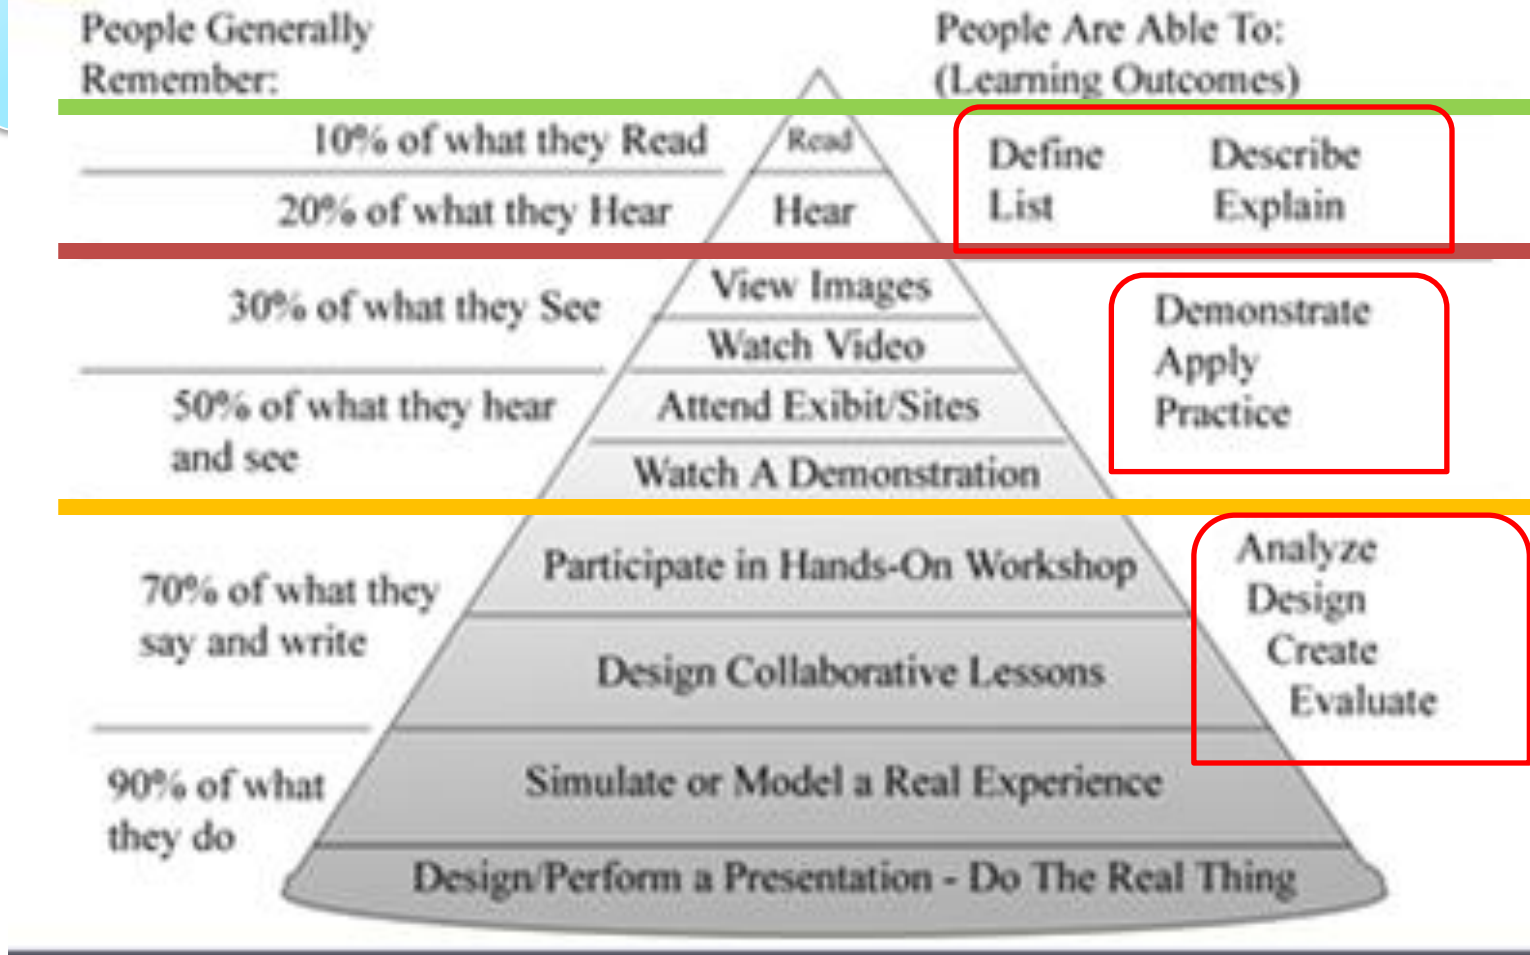 People Generally
Remember:
People Are Able To:
(Learning Outcomes)
10% of what they Read
Read
Define Describe
20% of what they Hear
Hear
List Explain
30% of what they See
View Images
Demonstrate
Watch Video
Apply
50% of what they hear
and see
Attend Exibit/Sites
Practice
Watch A Demonstration
70% of what they
say and write
Participate in Hands-On Workshop
Analyze
Design
Create
Evaluate
Design Collaborative Lessons
90% of what
they do
Simulate or Model a Real Experience
Design/Perform a Presentation - Do The Real Thing